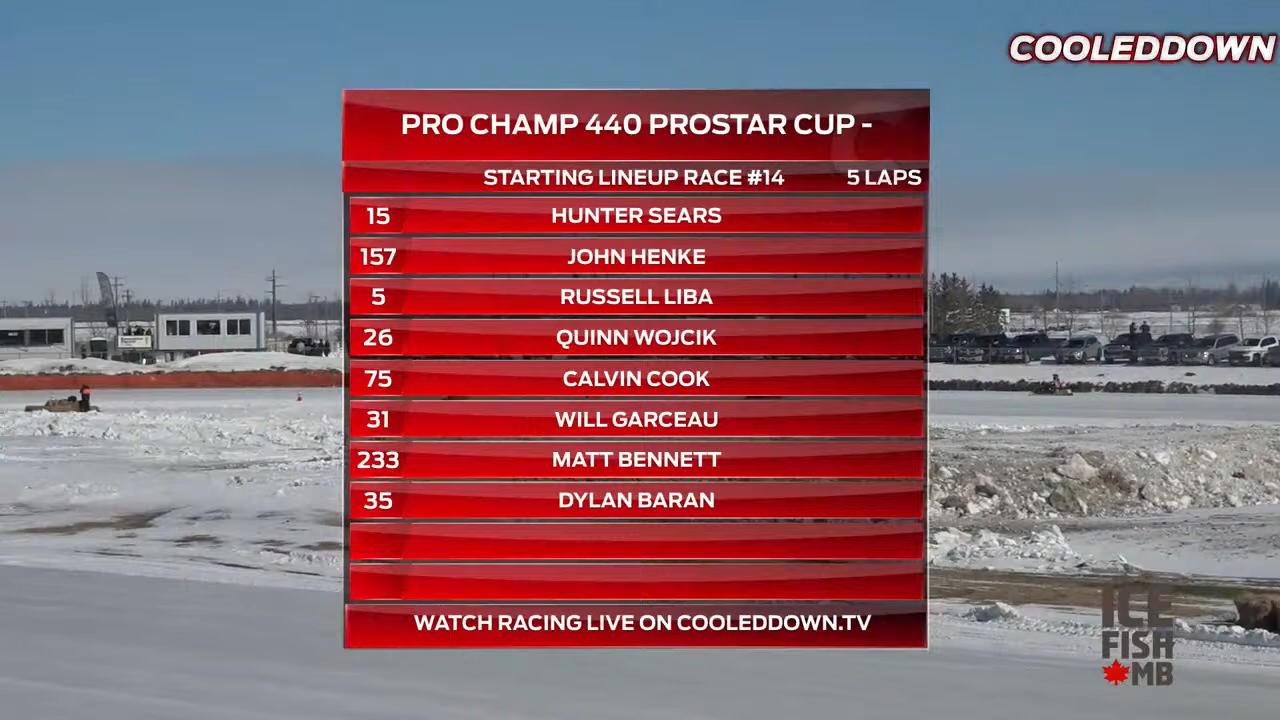 COOLEDDOWN
PRO CHAMP 440 PROSTAR CUP -
STARTING LINEUP RACE #14 5 LAPS
15 HUNTER SEARS
157 JOHN HENKE
5 RUSSELL LIBA
26 QUINN WOJCIK
75 CALVIN COOK
31 WILL GARCEAU
233 MATT BENNETT
35 DYLAN BARAN
WATCH RACING LIVE ON COOLEDDOWN.TV
ICE
FISH
MB